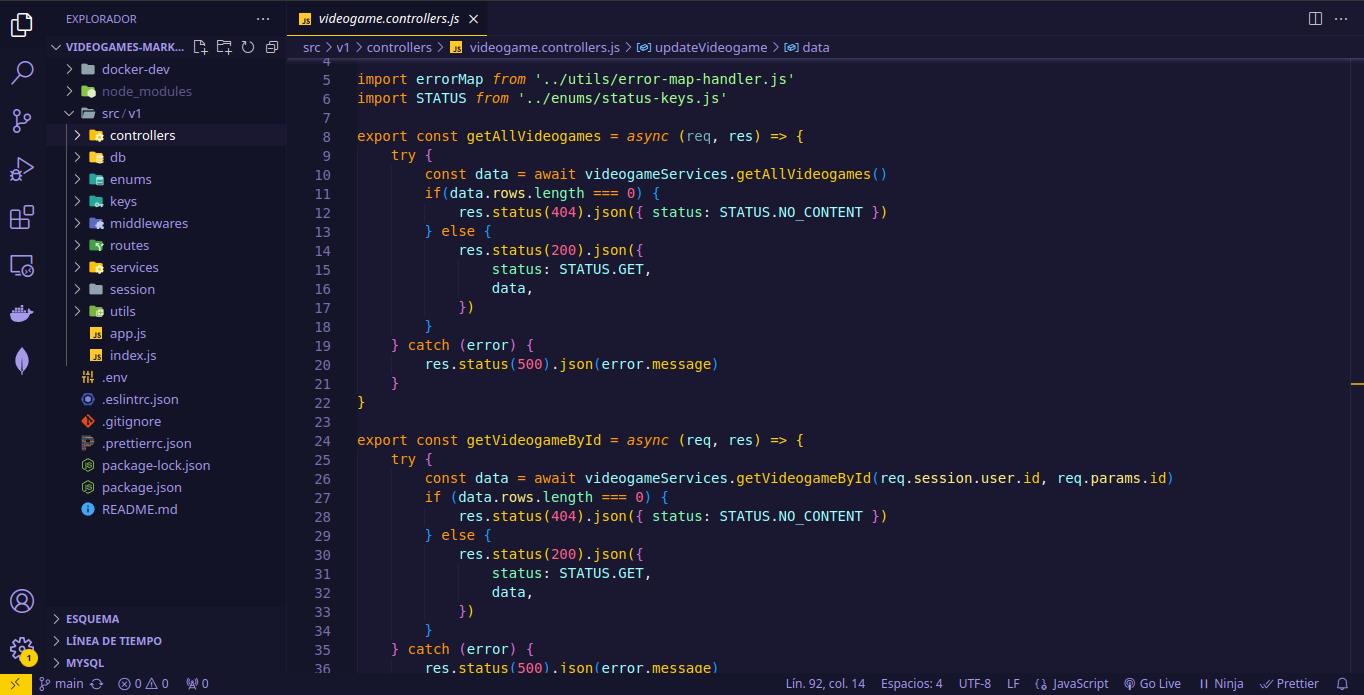 EXPLORADOR
VIDEOGAMES-MARK...
docker-dev
node_modules
src/v1
controllers
db
enums
keys
middlewares
routes
services
session
utils
app.js
index.js
.env
.eslintrc.json
.gitignore
.prettierrc.json
package-lock.json
package.json
README.md
ESQUEMA
LÍNEA DE TIEMPO
MYSQL
1
videogame.controllers.js
src > v1 > controllers > videogame.controllers.js > updateVideogame > data
4
5 import errorMap from '../utils/error-map-handler.js'
6 import STATUS from '../enums/status-keys.js'
7
8 export const getAllVideogames = async (req, res) => {
9 try {
10 const data = await videogameServices.getAllVideogames()
11 if(data.rows.length === 0) {
12 res.status(404).json({ status: STATUS.NO_CONTENT })
13 } else {
14 res.status(200).json({
15 status: STATUS.GET,
16 data,
17 })
18 }
19 } catch (error) {
20 res.status(500).json(error.message)
21 }
22 }
23
24 export const getVideogameById = async (req, res) => {
25 try {
26 const data = await videogameServices.getVideogameById(req.session.user.id, req.params.id)
27 if (data.rows.length === 0) {
28 res.status(404).json({ status: STATUS.NO_CONTENT })
29 } else {
30 res.status(200).json({
31 status: STATUS.GET,
32 data,
33 })
34 }
35 } catch (error) {
36 res.status(500).json(error.message)
main 0 0 0 Lín. 92, col. 14 Espacios: 4 UTF-8 LF JavaScript Go Live Ninja Prettier